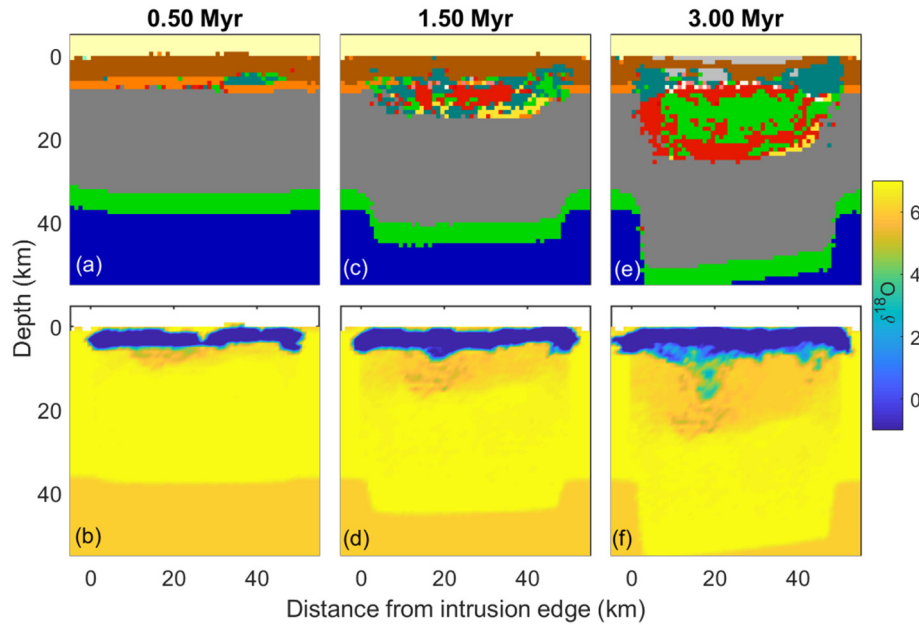 0.50 Myr 1.50 Myr 3.00 Myr
0
20
40
Depth (km)
(a) (c) (e)
0
20
40
(b) (d) (f)
0 20 40 0 20 40 0 20 40
Distance from intrusion edge (km)
6
4
2
0
δ¹⁸O